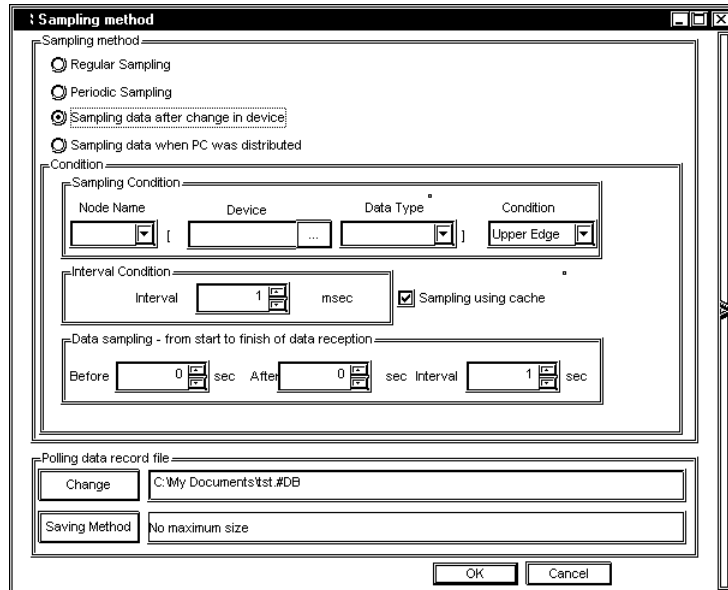 Sampling method
Sampling method
Regular Sampling
Periodic Sampling
Sampling data after change in device
Sampling data when PC was distributed
Condition
Sampling Condition
Node Name Device Data Type Condition
[ ... ] Upper Edge
Interval Condition
Interval 1 msec Sampling using cache
Data sampling - from start to finish of data reception
Before 0 sec After 0 sec Interval 1 sec
Polling data record file
Change C:\My Documents\tst.#DB
Saving Method No maximum size
OK Cancel